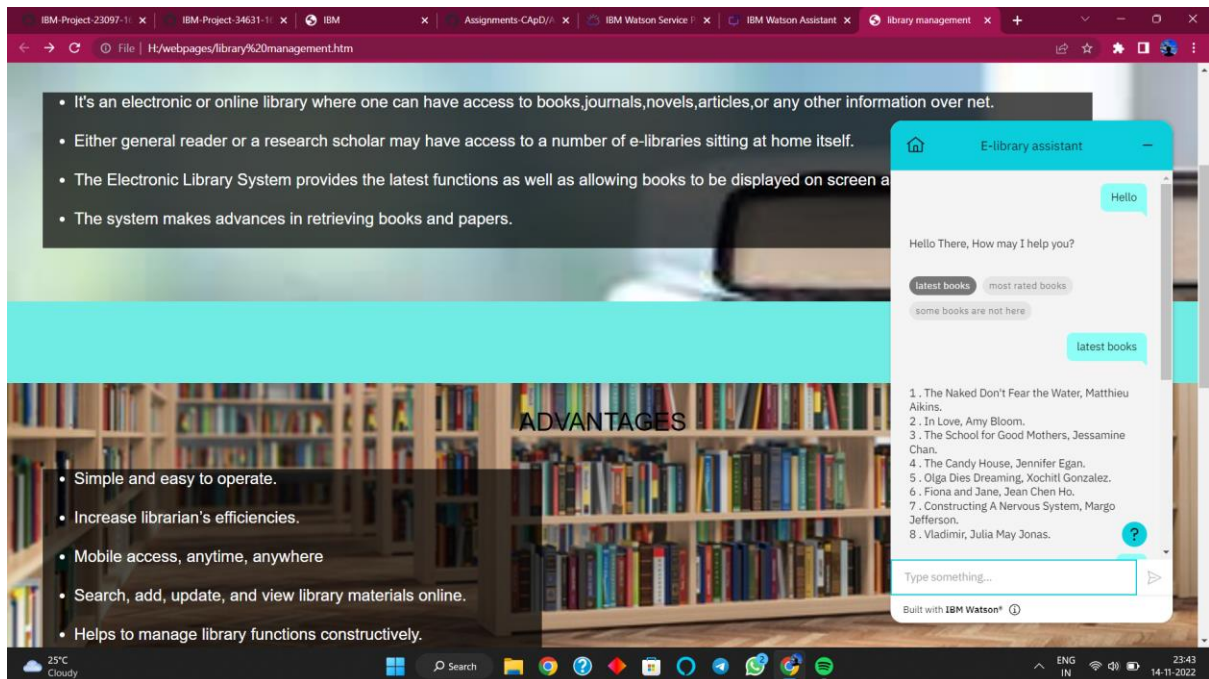 IBM-Project-23097-1
IBM-Project-34631-1
IBM
Assignments-CApD/A
IBM Watson Service P
IBM Watson Assistant
library management
File | H:/webpages/library%20management.htm
• It's an electronic or online library where one can have access to books,journals,novels,articles,or any other information over net.
• Either general reader or a research scholar may have access to a number of e-libraries sitting at home itself.
• The Electronic Library System provides the latest functions as well as allowing books to be displayed on screen a
• The system makes advances in retrieving books and papers.
ADVANTAGES
• Simple and easy to operate.
• Increase librarian's efficiencies.
• Mobile access, anytime, anywhere
• Search, add, update, and view library materials online.
• Helps to manage library functions constructively.
E-library assistant
Hello
Hello There, How may I help you?
latest books
most rated books
some books are not here
latest books
1 . The Naked Don't Fear the Water, Matthieu
Aikins.
2 . In Love, Amy Bloom.
3 . The School for Good Mothers, Jessamine
Chan.
4 . The Candy House, Jennifer Egan.
5 . Olga Dies Dreaming, Xochitl Gonzalez.
6 . Fiona and Jane, Jean Chen Ho.
7 . Constructing A Nervous System, Margo
Jefferson.
8 . Vladimir, Julia May Jonas.
?
Type something...
Built with IBM Watson®
25°C
Cloudy
Search
2
ENG
IN
23:43
14-11-2022